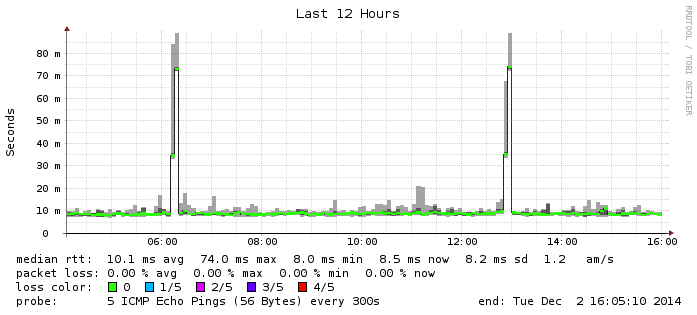 Last 12 Hours
RRDTOOL / TOBI OETIKER
Seconds
80 m
70 m
60 m
50 m
40 m
30 m
20 m
10 m
0
06:00 08:00 10:00 12:00 14:00 16:00
median rtt: 10.1 ms avg 74.0 ms max 8.0 ms min 8.5 ms now 8.2 ms sd 1.2 am/s
packet loss: 0.00 % avg 0.00 % max 0.00 % min 0.00 % now
loss color: 0 1/5 2/5 3/5 4/5
probe: 5 ICMP Echo Pings (56 Bytes) every 300s end: Tue Dec 2 16:05:10 2014